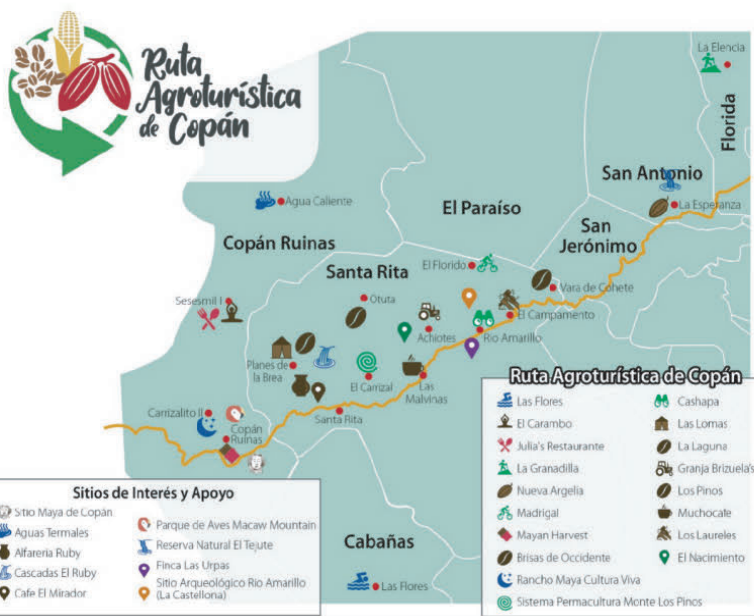 Ruta
Agroturística
de Copán
La Elencia
Florida
San Antonio
La Esperanza
Agua Caliente
El Paraíso
Copán Ruinas
San
Jerónimo
Santa Rita
El Florido
Vara de Cohete
Sesesmil I
Otuta
El Campamento
Achiotes
Rio Amarillo
Planes de
la Brea
El Carrizal
Las
Malvinas
Carrizalito II
Copán
Ruinas
Santa Rita
Cabañas
Las Flores
Ruta Agroturística de Copán
Las Flores
El Carambo
Julia's Restaurante
La Granadilla
Nueva Argelia
Madrigal
Mayan Harvest
Brisas de Occidente
Rancho Maya Cultura Viva
Sistema Permacultura Monte Los Pinos
Cashapa
Las Lomas
La Laguna
Granja Brizuela's
Los Pinos
Muchocafe
Los Laureles
El Nacimiento
Sitios de Interés y Apoyo
Sitio Maya de Copán
Aguas Termales
Alfarería Ruby
Cascadas El Ruby
Cafe El Mirador
Parque de Aves Macaw Mountain
Reserva Natural El Tejute
Finca Las Urpas
Sitio Arqueológico Rio Amarillo
(La Castellona)